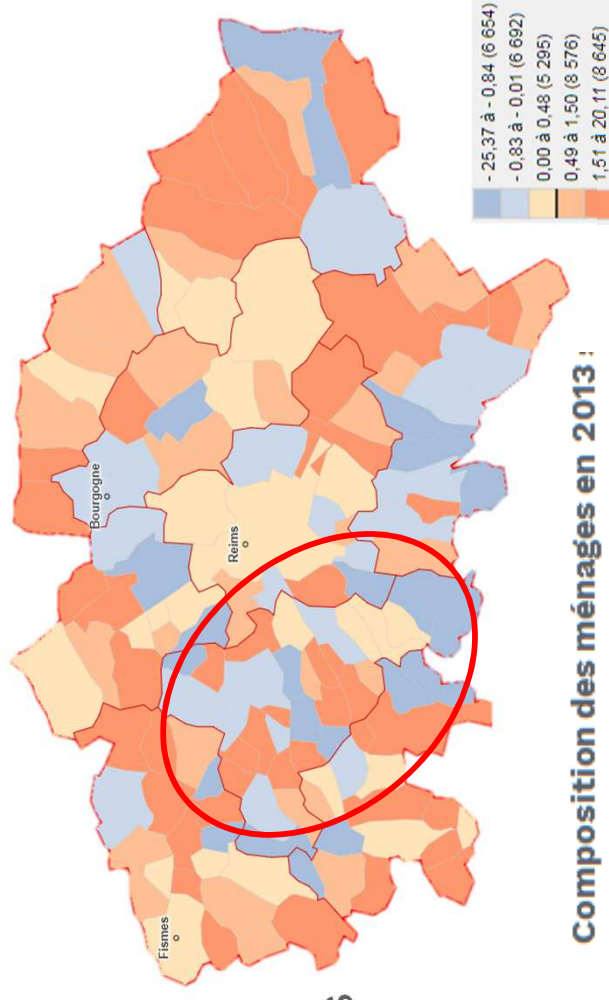 Bourgogne
Reims
Fismes
- 25,37 à - 0,84 (6 654)
- 0,83 à - 0,01 (6 692)
0,00 à 0,48 (5 295)
0,49 à 1,50 (8 576)
1,51 à 20,11 (8 645)
Composition des ménages en 2013 :